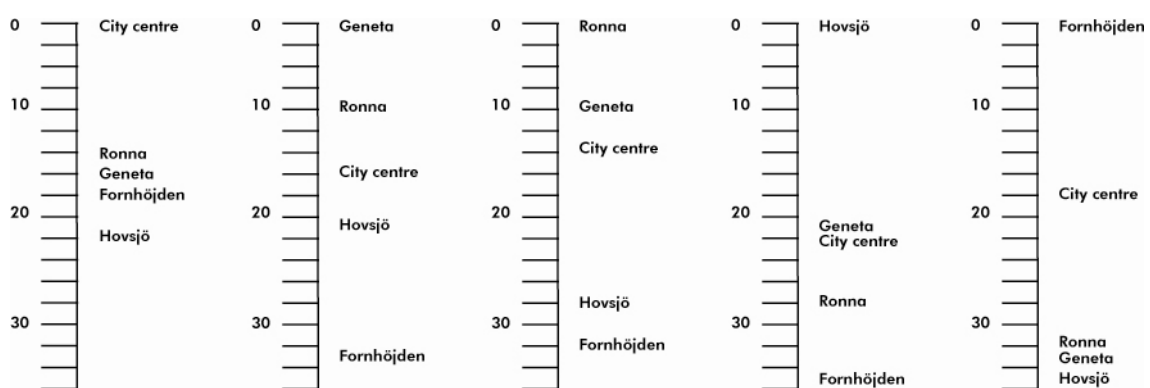 0 City centre
10
Ronna
Geneta
Fornhöjden
20
Hovsjö
30
0 Geneta
10 Ronna
City centre
20
Hovsjö
30
Fornhöjden
0 Ronna
10 Geneta
City centre
20
Hovsjö
30
Fornhöjden
0 Hovsjö
10
20
Geneta
City centre
Ronna
30
Fornhöjden
0 Fornhöjden
10
City centre
20
30
Ronna
Geneta
Hovsjö